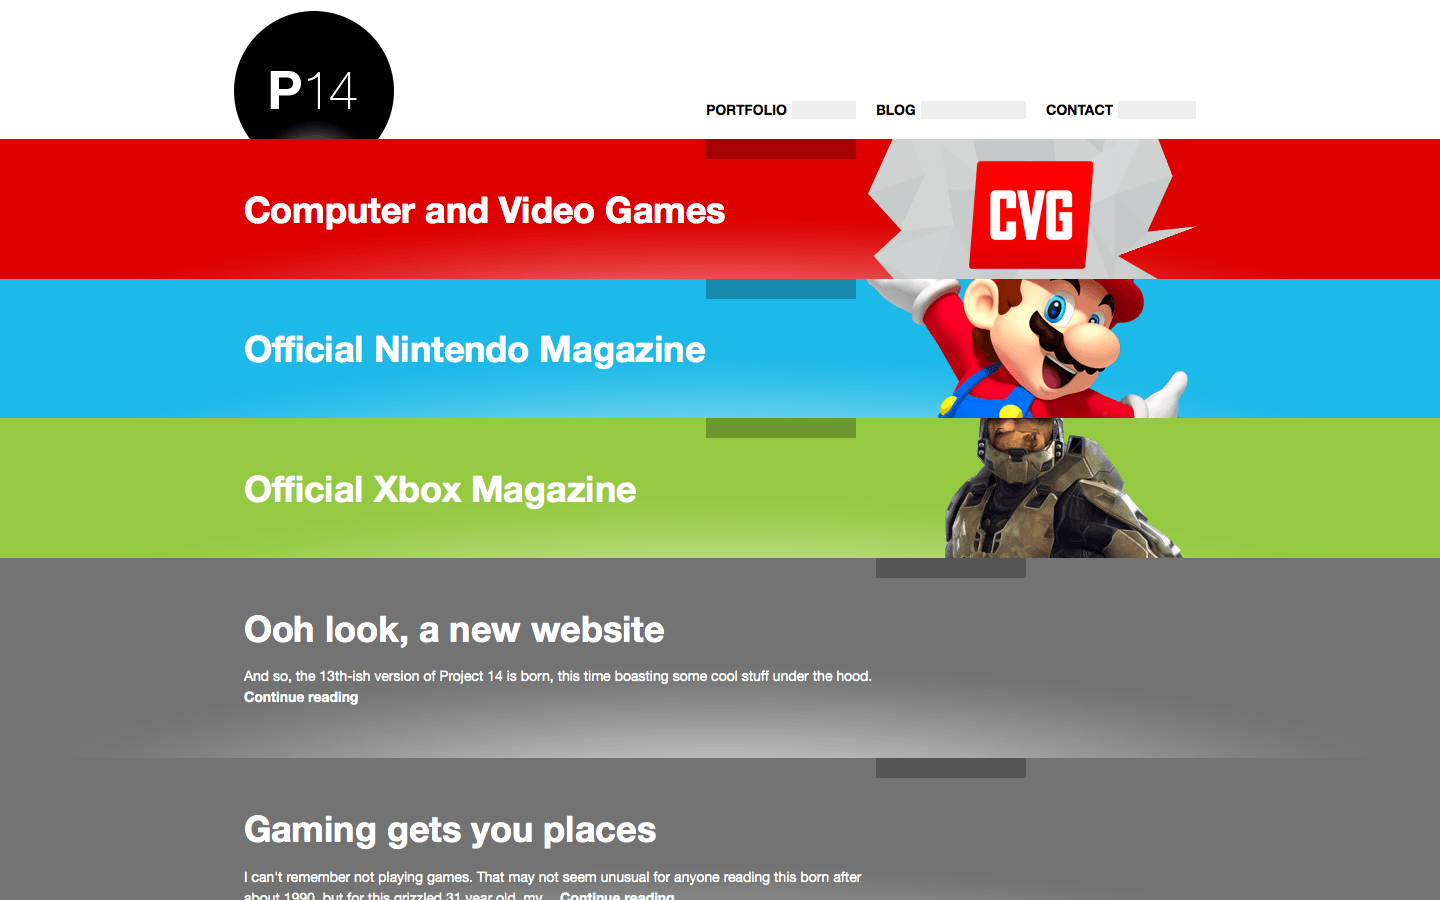 P14
PORTFOLIO
BLOG
CONTACT
Computer and Video Games
CVG
Official Nintendo Magazine
Official Xbox Magazine
Ooh look, a new website
And so, the 13th-ish version of Project 14 is born, this time boasting some cool stuff under the hood.
Continue reading
Gaming gets you places
I can't remember not playing games. That may not seem unusual for anyone reading this born after
about 1990, but for this grizzled 31 year old, my... Continue reading